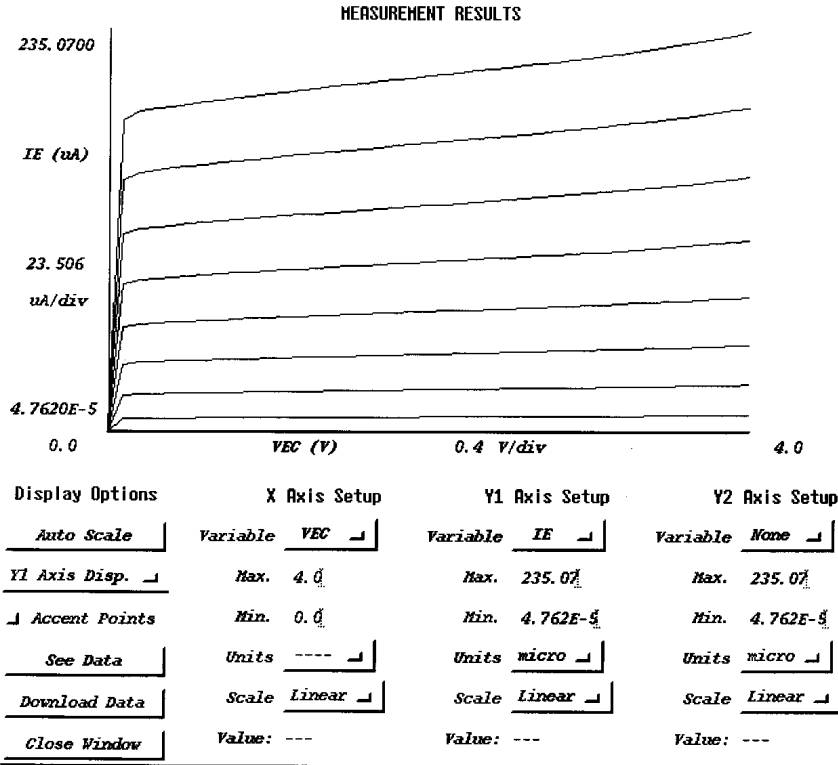 MEASUREMENT RESULTS
235.0700
IE (uA)
23.506
uA/div
4.7620E-5
0.0 VEC (V) 0.4 V/div 4.0
Display Options X Axis Setup Y1 Axis Setup Y2 Axis Setup
Auto Scale Variable VEC Variable IE Variable None
Y1 Axis Disp. Max. 4.0 Max. 235.07 Max. 235.07
Accent Points Min. 0.0 Min. 4.762E-5 Min. 4.762E-5
See Data Units ---- Units micro Units micro
Download Data Scale Linear Scale Linear Scale Linear
Close Window Value: --- Value: --- Value: ---